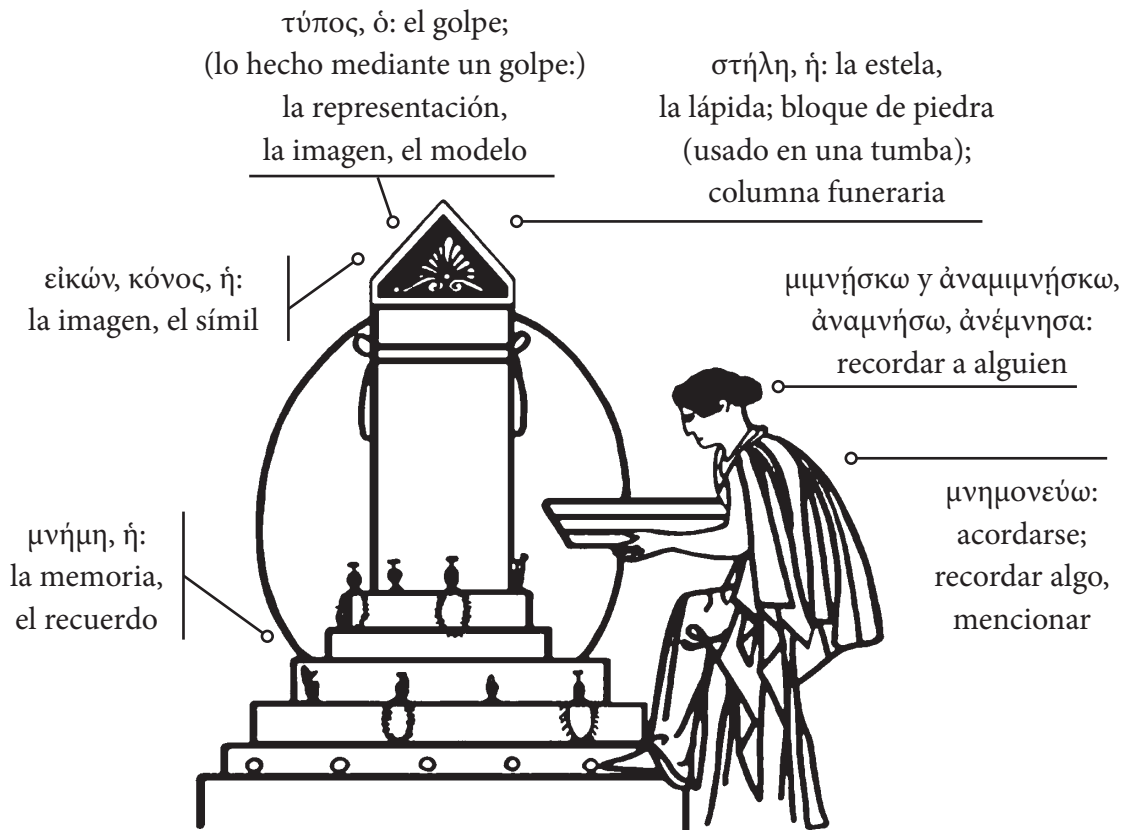 τύπος, ὁ: el golpe;
(lo hecho mediante un golpe:)
la representación,
la imagen, el modelo
στήλη, ἡ: la estela,
la lápida; bloque de piedra
(usado en una tumba);
columna funeraria
εἰκών, κόνος, ἡ:
la imagen, el símil
μιμνῄσκω y ἀναμιμνῄσκω,
ἀναμνήσω, ἀνέμνησα:
recordar a alguien
μνήμη, ἡ:
la memoria,
el recuerdo
μνημονεύω:
acordarse;
recordar algo,
mencionar